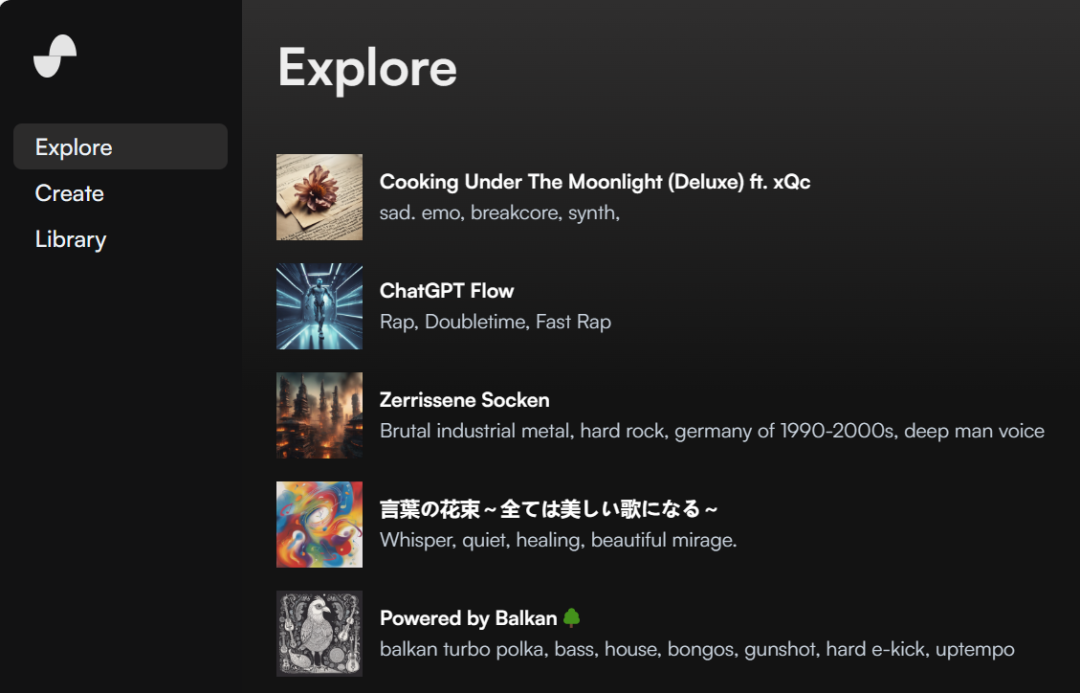 Explore
Create
Library
Explore
Cooking Under The Moonlight (Deluxe) ft. xQc
sad. emo, breakcore, synth,
ChatGPT Flow
Rap, Doubletime, Fast Rap
Zerrissene Socken
Brutal industrial metal, hard rock, germany of 1990-2000s, deep man voice
言葉の花束～全ては美しい歌になる～
Whisper, quiet, healing, beautiful mirage.
Powered by Balkan🌳
balkan turbo polka, bass, house, bongos, gunshot, hard e-kick, uptempo